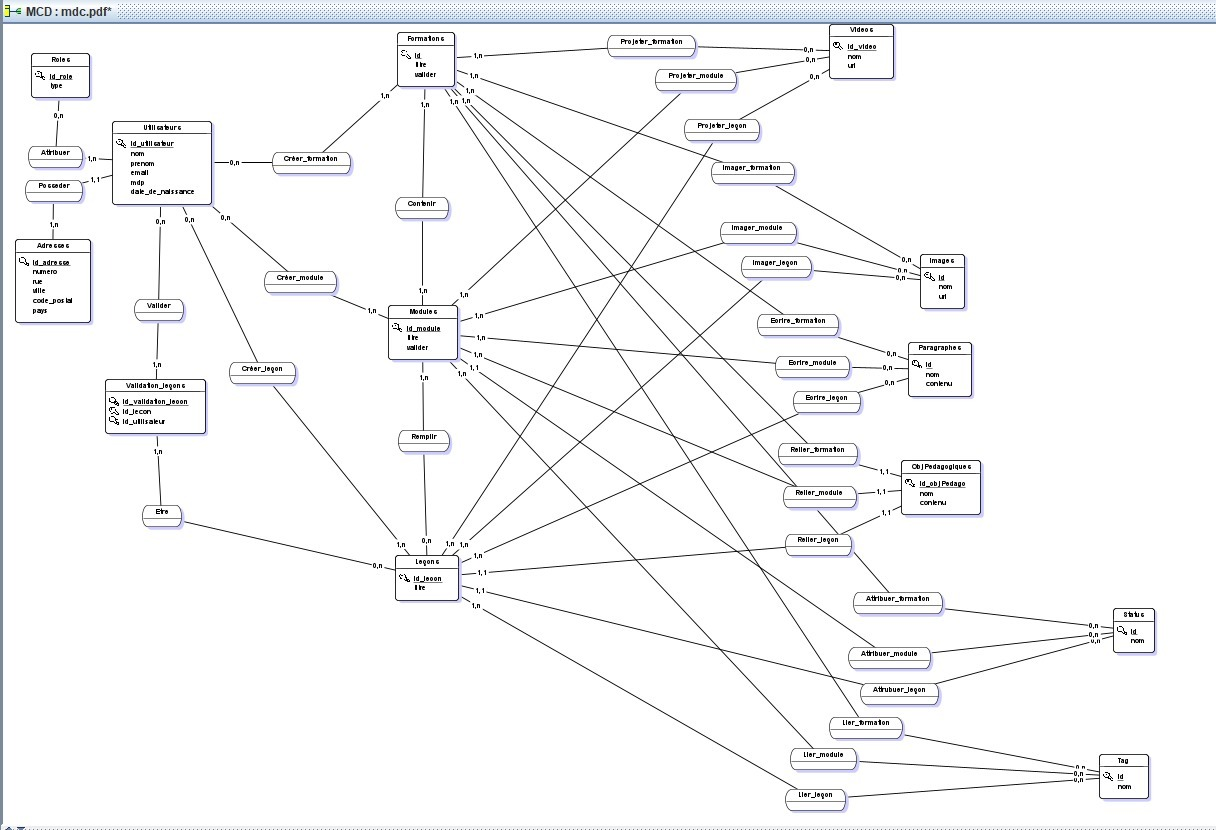 MCD : mdc.pdf*
Roles
id_role
type
0,n
Attribuer
1,n
Posseder
1,1
1,n
Adresses
id_adresse
numero
rue
ville
code_postal
pays
Utilisateurs
id_utilisateur
nom
prenom
email
mdp
date_de_naissance
0,n
Créer_formation
1,n
0,n
Créer_module
1,n
0,n
Créer_leçon
1,n
0,n
Valider
1,n
Validation_leçons
id_validation_lecon
id_lecon
id_utilisateur
1,n
Etre
0,n
Formations
id
titre
valider
1,n
Contenir
1,n
Modules
id_module
titre
valider
1,n
Remplir
0,n
Leçons
id_lecon
titre
1,n
Projeter_formation
0,n
1,n
Projeter_module
0,n
1,n
Projeter_leçon
0,n
Videos
id_video
nom
url
1,n
Imager_formation
0,n
1,n
Imager_module
0,n
1,n
Imager_leçon
0,n
Images
id
nom
url
1,n
Ecrire_formation
0,n
1,n
Ecrire_module
0,n
1,n
Ecrire_leçon
0,n
Paragraphes
id
nom
contenu
1,n
Relier_formation
1,1
1,n
Relier_module
1,1
1,1
Relier_leçon
1,1
ObjPedagogiques
id_objPedago
nom
contenu
1,n
Attribuer_formation
0,n
1,1
Attribuer_module
0,n
1,1
Attrubuer_leçon
0,n
Status
id
nom
Lier_formation
0,n
1,n
Lier_module
0,n
1,n
Lier_leçon
0,n
Tag
id
nom